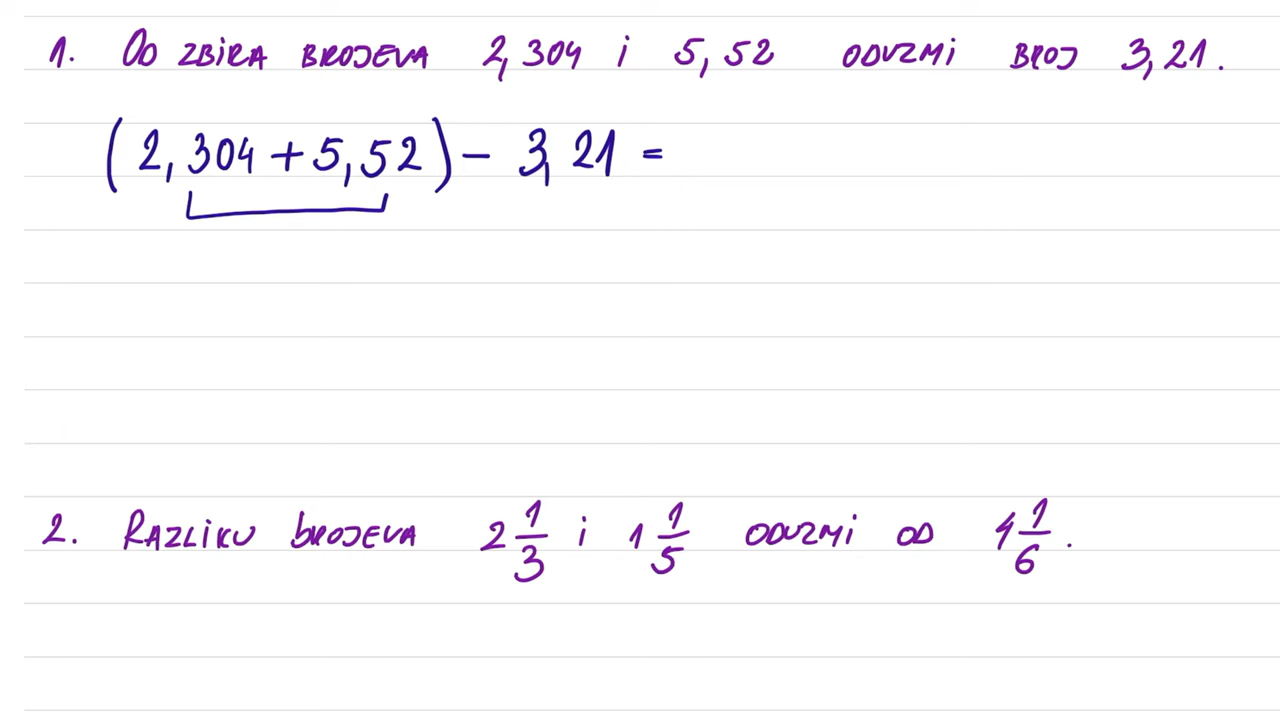 1. Od zbira brojeva 2,304 i 5,52 oduzmi broj 3,21.
(2,304 + 5,52) - 3,21 =
2. Razliku brojeva 2 1/3 i 1 1/5 oduzmi od 4 1/6.